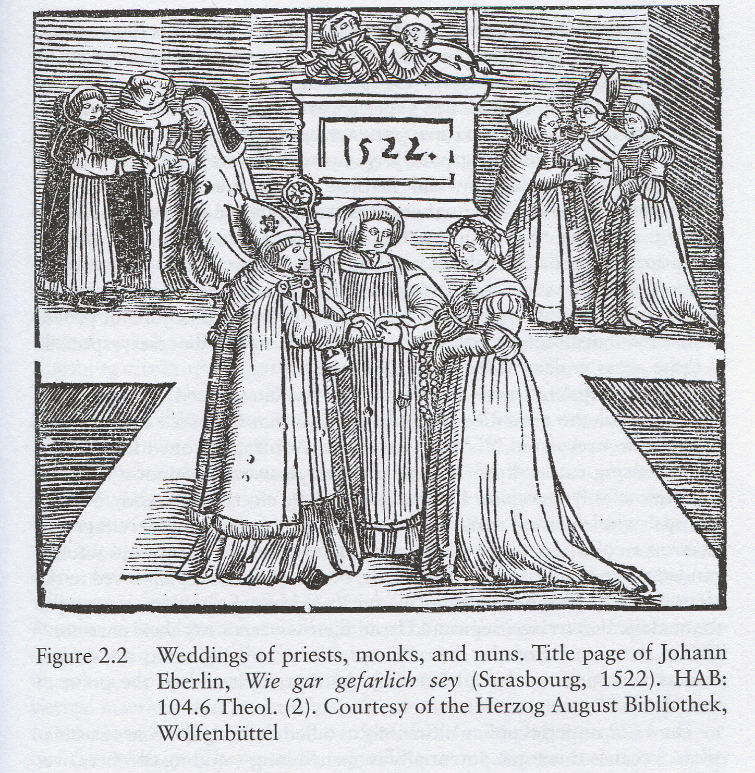 1522.
Figure 2.2 Weddings of priests, monks, and nuns. Title page of Johann
Eberlin, Wie gar gefarlich sey (Strasbourg, 1522). HAB:
104.6 Theol. (2). Courtesy of the Herzog August Bibliothek,
Wolfenbüttel